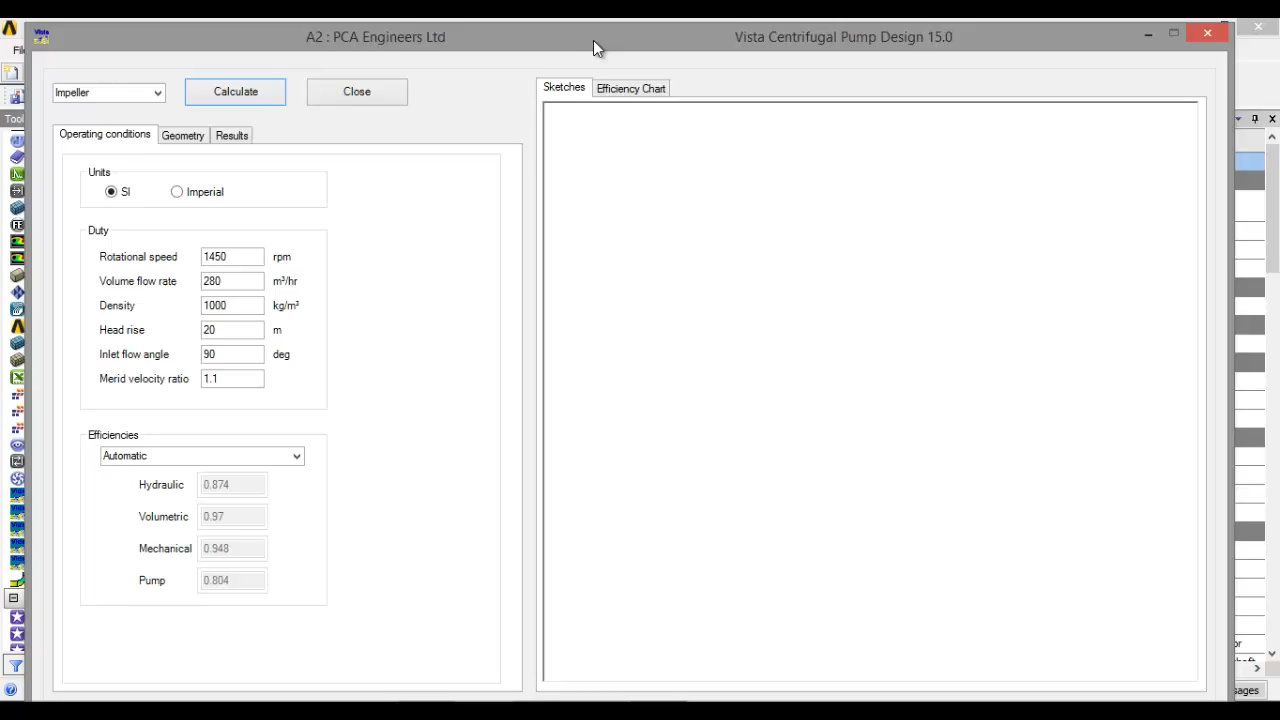 A2 : PCA Engineers Ltd
Vista Centrifugal Pump Design 15.0
Impeller
Calculate
Close
Operating conditions
Geometry
Results
Units
SI
Imperial
Duty
Rotational speed 1450 rpm
Volume flow rate 280 m³/hr
Density 1000 kg/m³
Head rise 20 m
Inlet flow angle 90 deg
Merid velocity ratio 1.1
Efficiencies
Automatic
Hydraulic 0.874
Volumetric 0.97
Mechanical 0.948
Pump 0.804
Sketches
Efficiency Chart